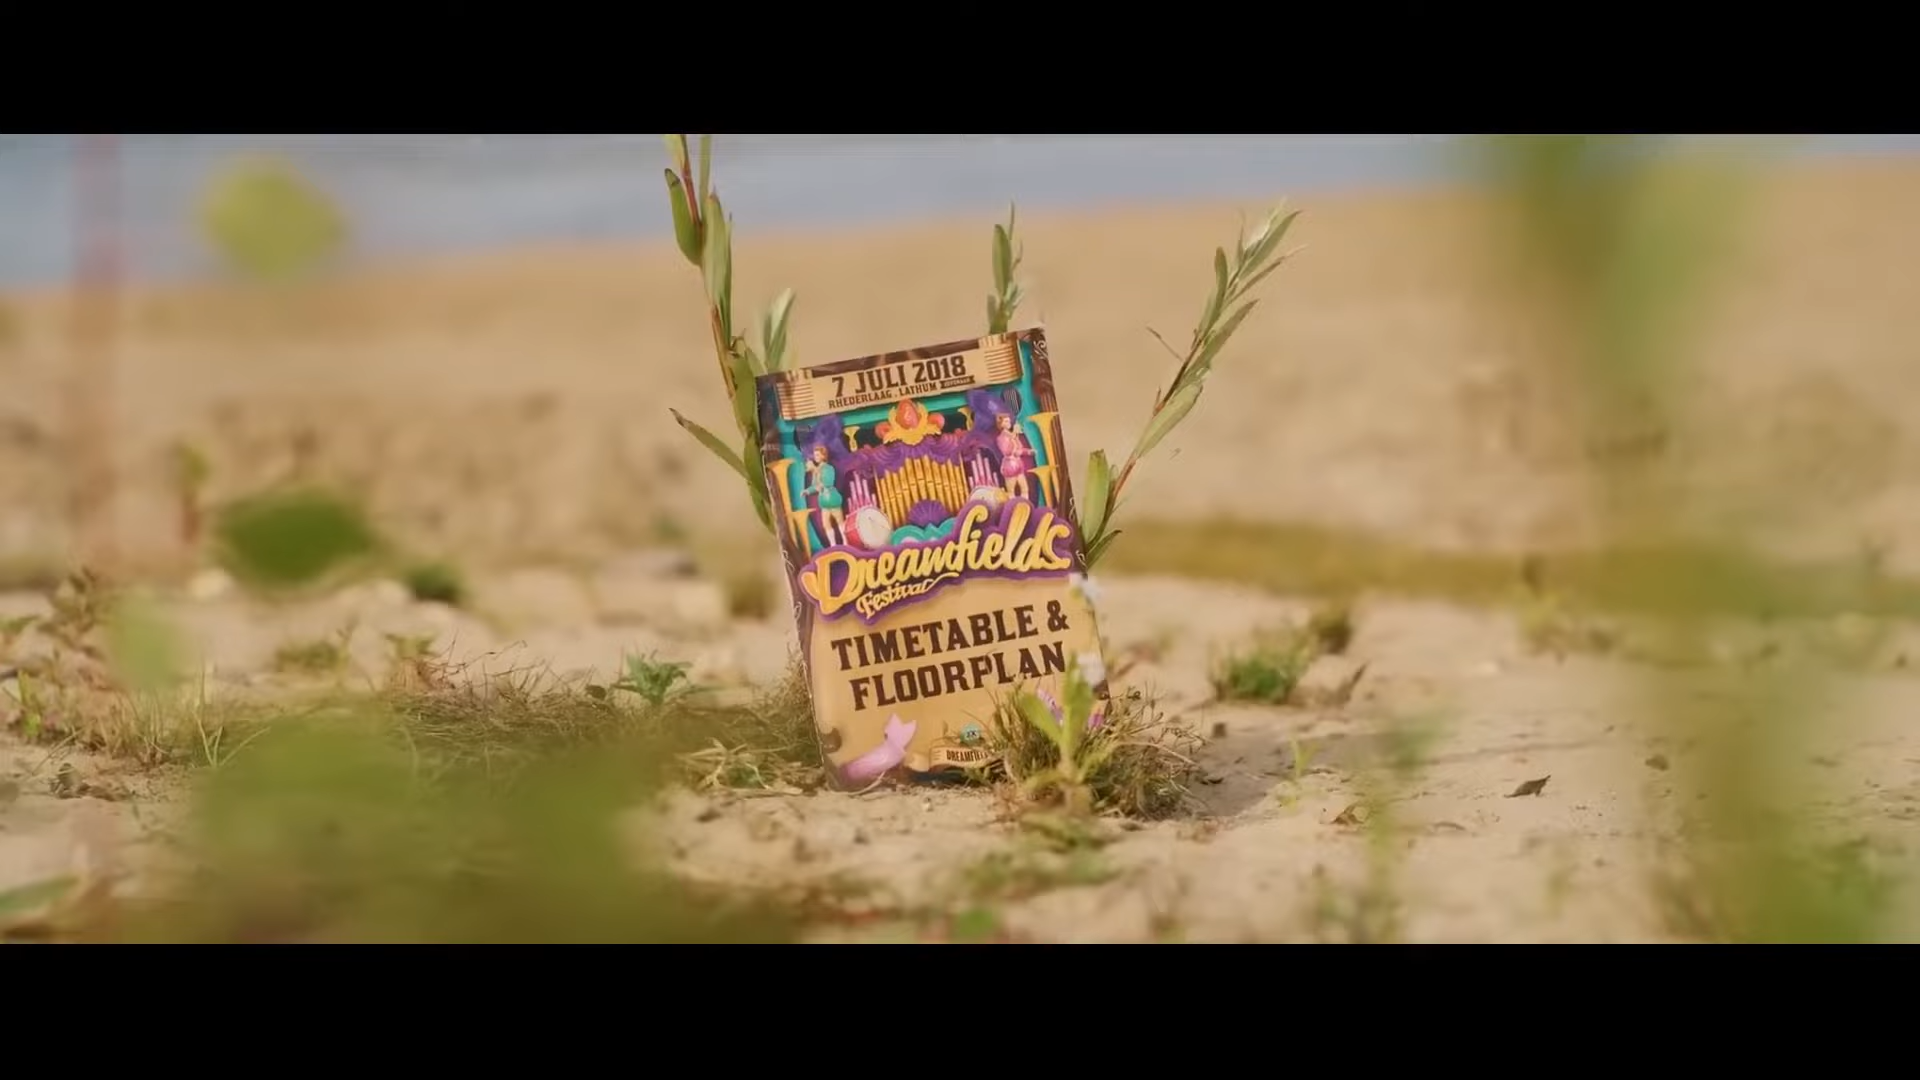 7 JULI 2018
RHEDERLAAG . LATHUM
Dreamfields
Festival
TIMETABLE &
FLOORPLAN